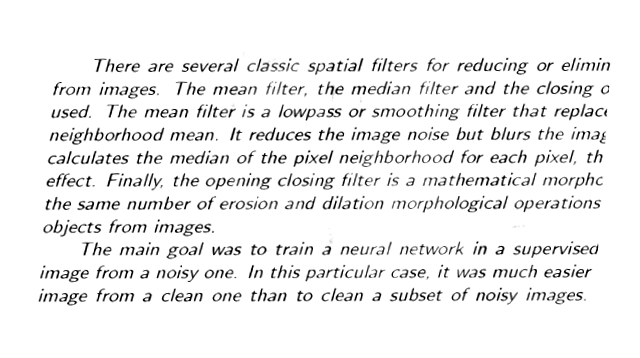 There are several classic spatial filters for reducing or elimin
from images. The mean filter, the median filter and the closing o
used. The mean filter is a lowpass or smoothing filter that replace
neighborhood mean. It reduces the image noise but blurs the imag
calculates the median of the pixel neighborhood for each pixel, th
effect. Finally, the opening closing filter is a mathematical morpho
the same number of erosion and dilation morphological operations
objects from images.
The main goal was to train a neural network in a supervised
image from a noisy one. In this particular case, it was much easier
image from a clean one than to clean a subset of noisy images.